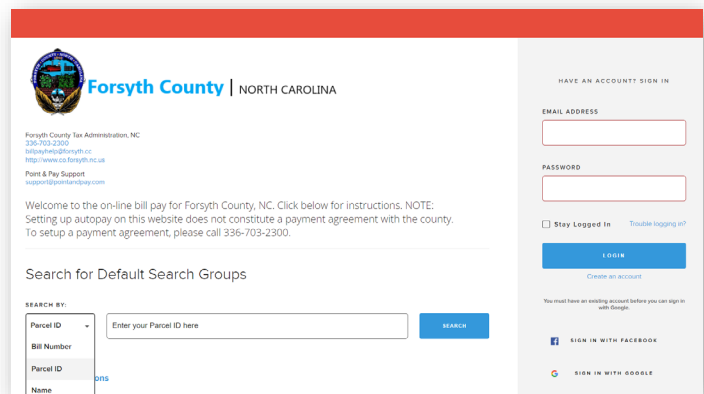 Forsyth County | NORTH CAROLINA
Forsyth County Tax Administration, NC
336-703-2300
billpayhelp@forsyth.cc
http://www.co.forsyth.nc.us
Point & Pay Support
support@pointandpay.com
Welcome to the on-line bill pay for Forsyth County, NC. Click below for instructions. NOTE:
Setting up autopay on this website does not constitute a payment agreement with the county.
To setup a payment agreement, please call 336-703-2300.
Search for Default Search Groups
SEARCH BY:
Parcel ID
Enter your Parcel ID here
SEARCH
Bill Number
Parcel ID
Name
ons
HAVE AN ACCOUNT? SIGN IN
EMAIL ADDRESS
PASSWORD
Stay Logged In
Trouble logging in?
LOGIN
Create an account
You must have an existing account before you can sign in
with Google.
SIGN IN WITH FACEBOOK
SIGN IN WITH GOOGLE